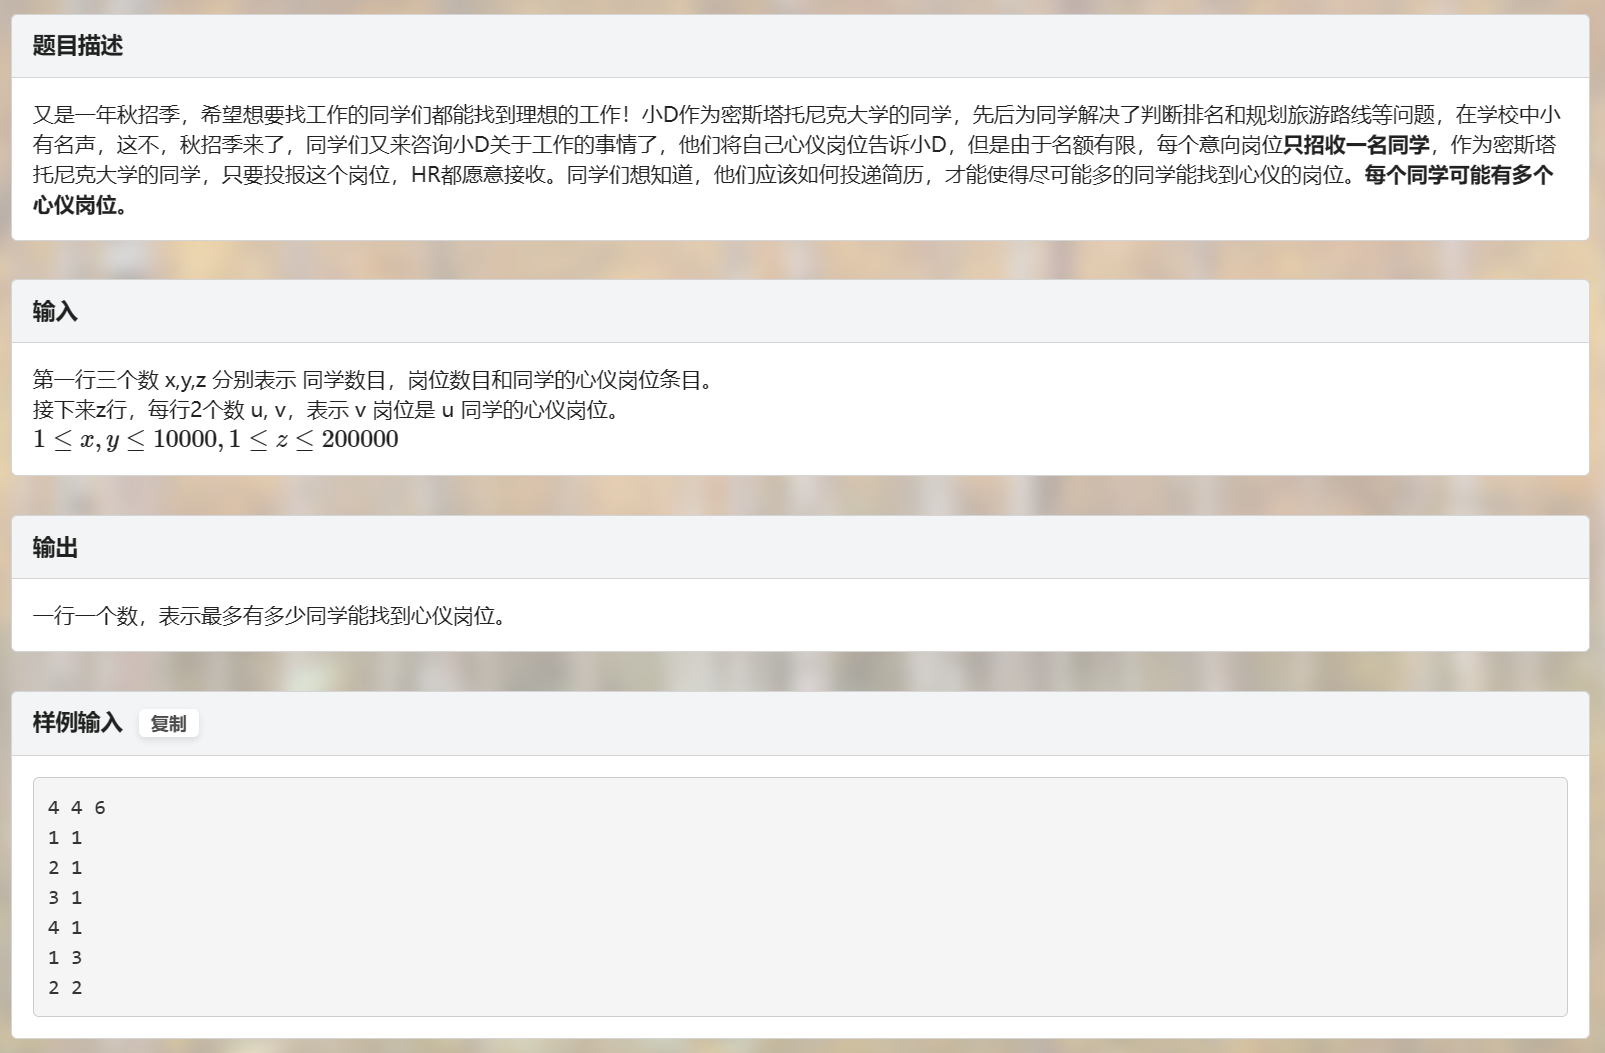 题目描述
又是一年秋招季，希望想要找工作的同学们都能找到理想的工作！小D作为密斯塔托尼克大学的同学，先后为同学解决了判断排名和规划旅游路线等问题，在学校中小
有名声，这不，秋招季来了，同学们又来咨询小D关于工作的事情了，他们将自己心仪岗位告诉小D，但是由于名额有限，每个意向岗位只招收一名同学，作为密斯塔
托尼克大学的同学，只要投报这个岗位，HR都愿意接收。同学们想知道，他们应该如何投递简历，才能使得尽可能多的同学能找到心仪的岗位。每个同学可能有多个
心仪岗位。
输入
第一行三个数 x,y,z 分别表示 同学数目，岗位数目和同学的心仪岗位条目。
接下来z行，每行2个数 u, v，表示 v 岗位是 u 同学的心仪岗位。
1 ≤ x, y ≤ 10000, 1 ≤ z ≤ 200000
输出
一行一个数，表示最多有多少同学能找到心仪岗位。
样例输入 复制
4 4 6
1 1
2 1
3 1
4 1
1 3
2 2